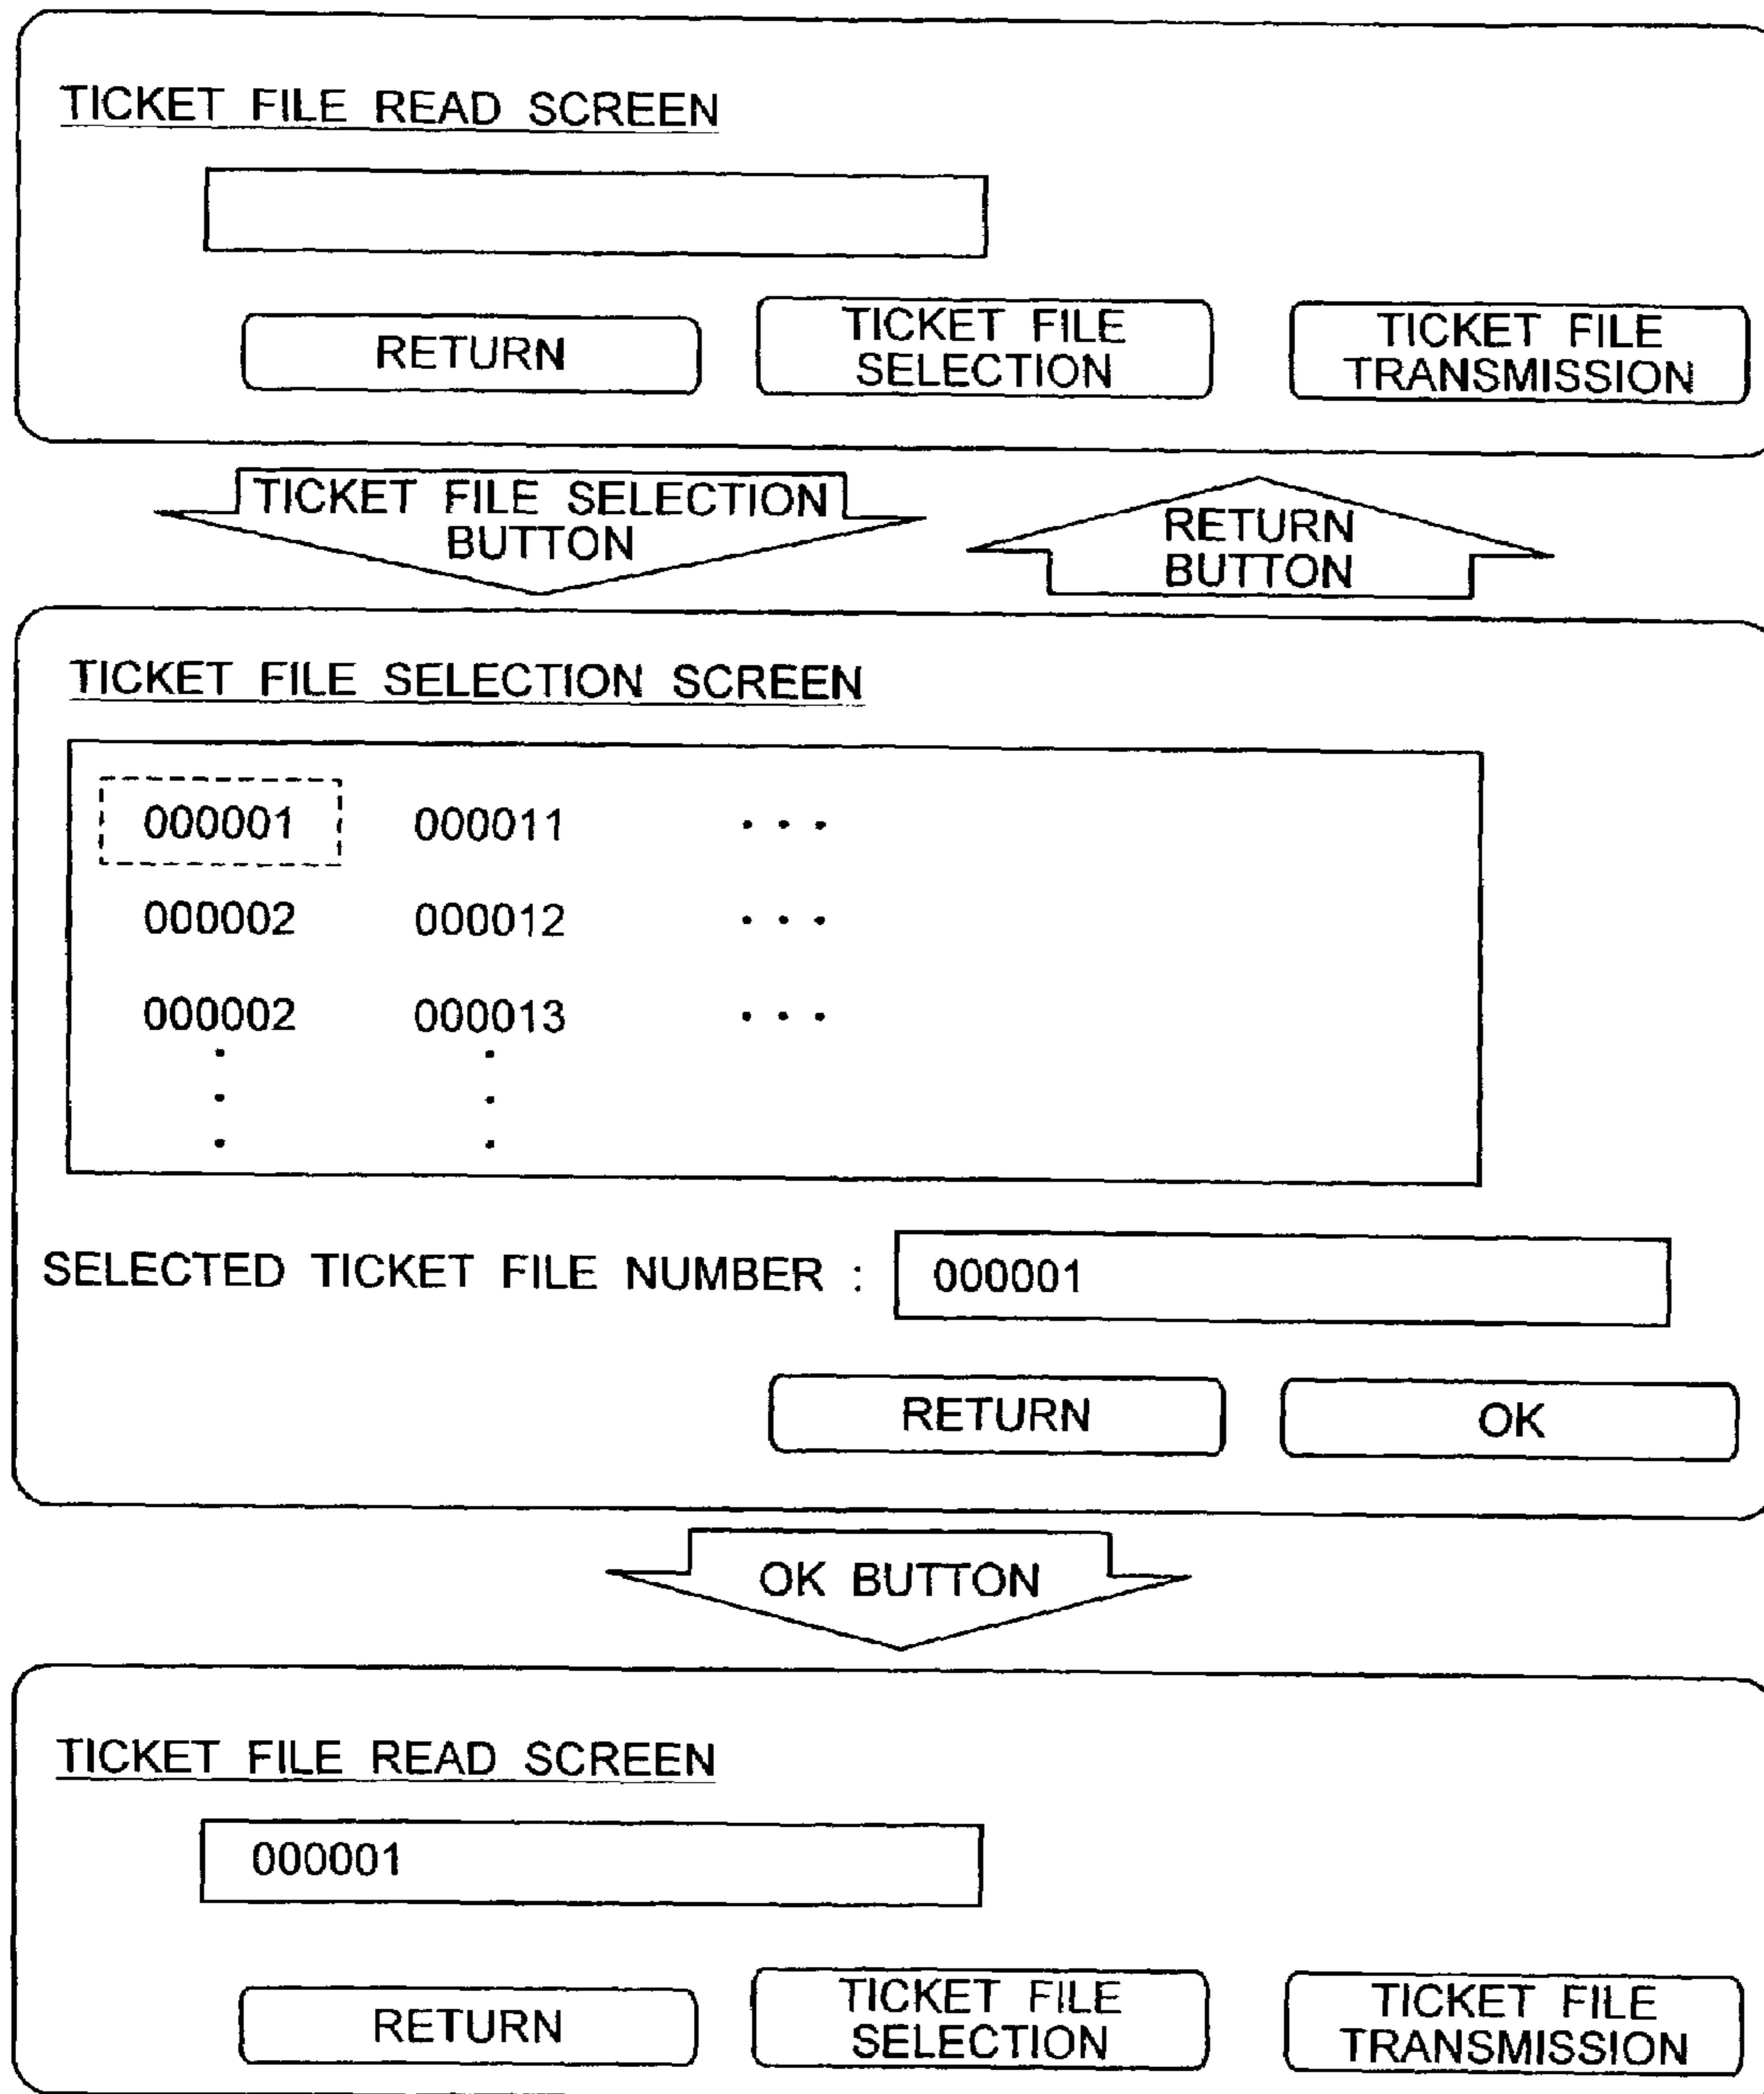 TICKET FILE READ SCREEN
RETURN
TICKET FILE
SELECTION
TICKET FILE
TRANSMISSION
TICKET FILE SELECTION
BUTTON
RETURN
BUTTON
TICKET FILE SELECTION SCREEN
000001 000011 ...
000002 000012 ...
000002 000013 ...
SELECTED TICKET FILE NUMBER : 000001
RETURN
OK
OK BUTTON
TICKET FILE READ SCREEN
000001
RETURN
TICKET FILE
SELECTION
TICKET FILE
TRANSMISSION